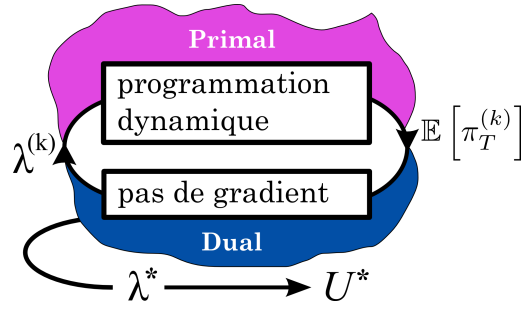 Primal
programmation
dynamique
λ(k)
𝔼 [π_T^(k)]
pas de gradient
Dual
λ* U*